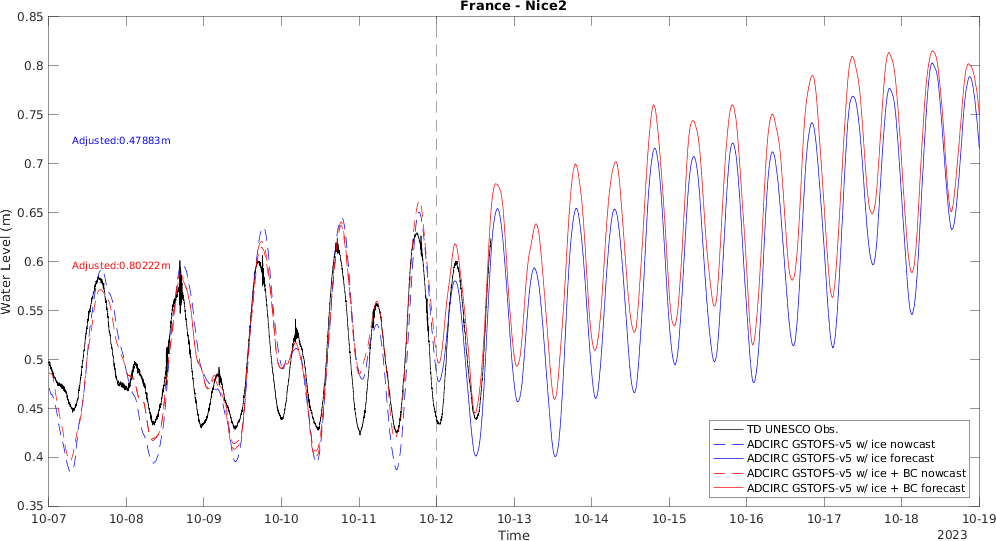 France - Nice2
Water Level (m)
0.85
0.8
0.75
0.7
0.65
0.6
0.55
0.5
0.45
0.4
0.35
Adjusted:0.47883m
Adjusted:0.80222m
TD UNESCO Obs.
ADCIRC GSTOFS-v5 w/ ice nowcast
ADCIRC GSTOFS-v5 w/ ice forecast
ADCIRC GSTOFS-v5 w/ ice + BC nowcast
ADCIRC GSTOFS-v5 w/ ice + BC forecast
10-07 10-08 10-09 10-10 10-11 10-12 10-13 10-14 10-15 10-16 10-17 10-18 10-19
Time
2023